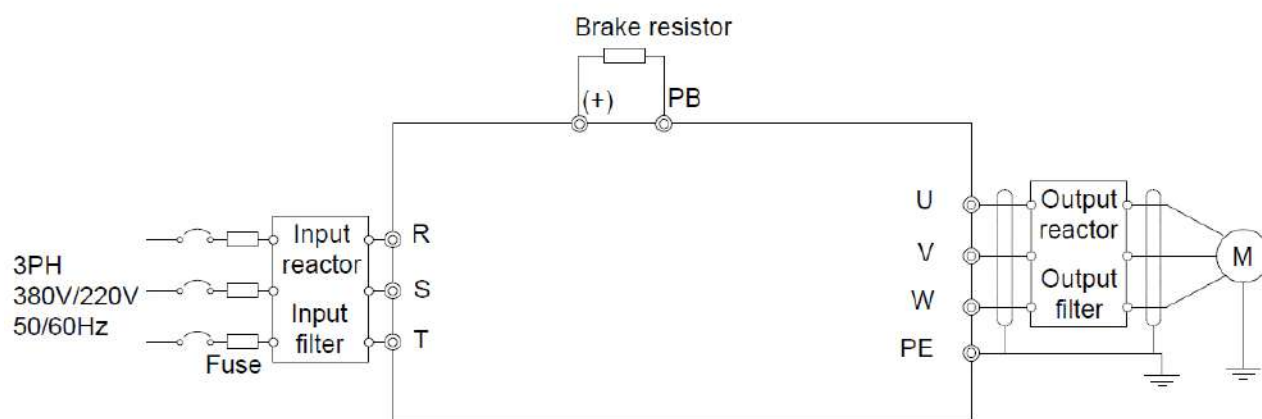 Brake resistor
(+)
PB
3PH
380V/220V
50/60Hz
Fuse
Input
reactor
Input
filter
R
S
T
U
V
W
PE
Output
reactor
Output
filter
M